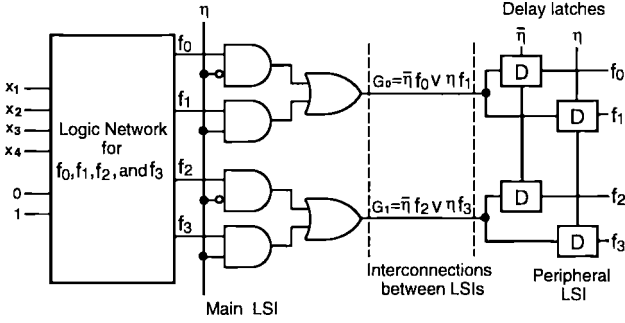 η
Delay latches
η̄
η
f₀
D
f₀
x₁
x₂
x₃
x₄
0
1
Logic Network
for
f₀,f₁,f₂,and f₃
f₁
G₀=η̄ f₀ ∨ η f₁
D
f₁
f₂
G₁=η̄ f₂ ∨ η f₃
D
f₂
f₃
D
f₃
Main LSI
Interconnections
between LSIs
Peripheral
LSI